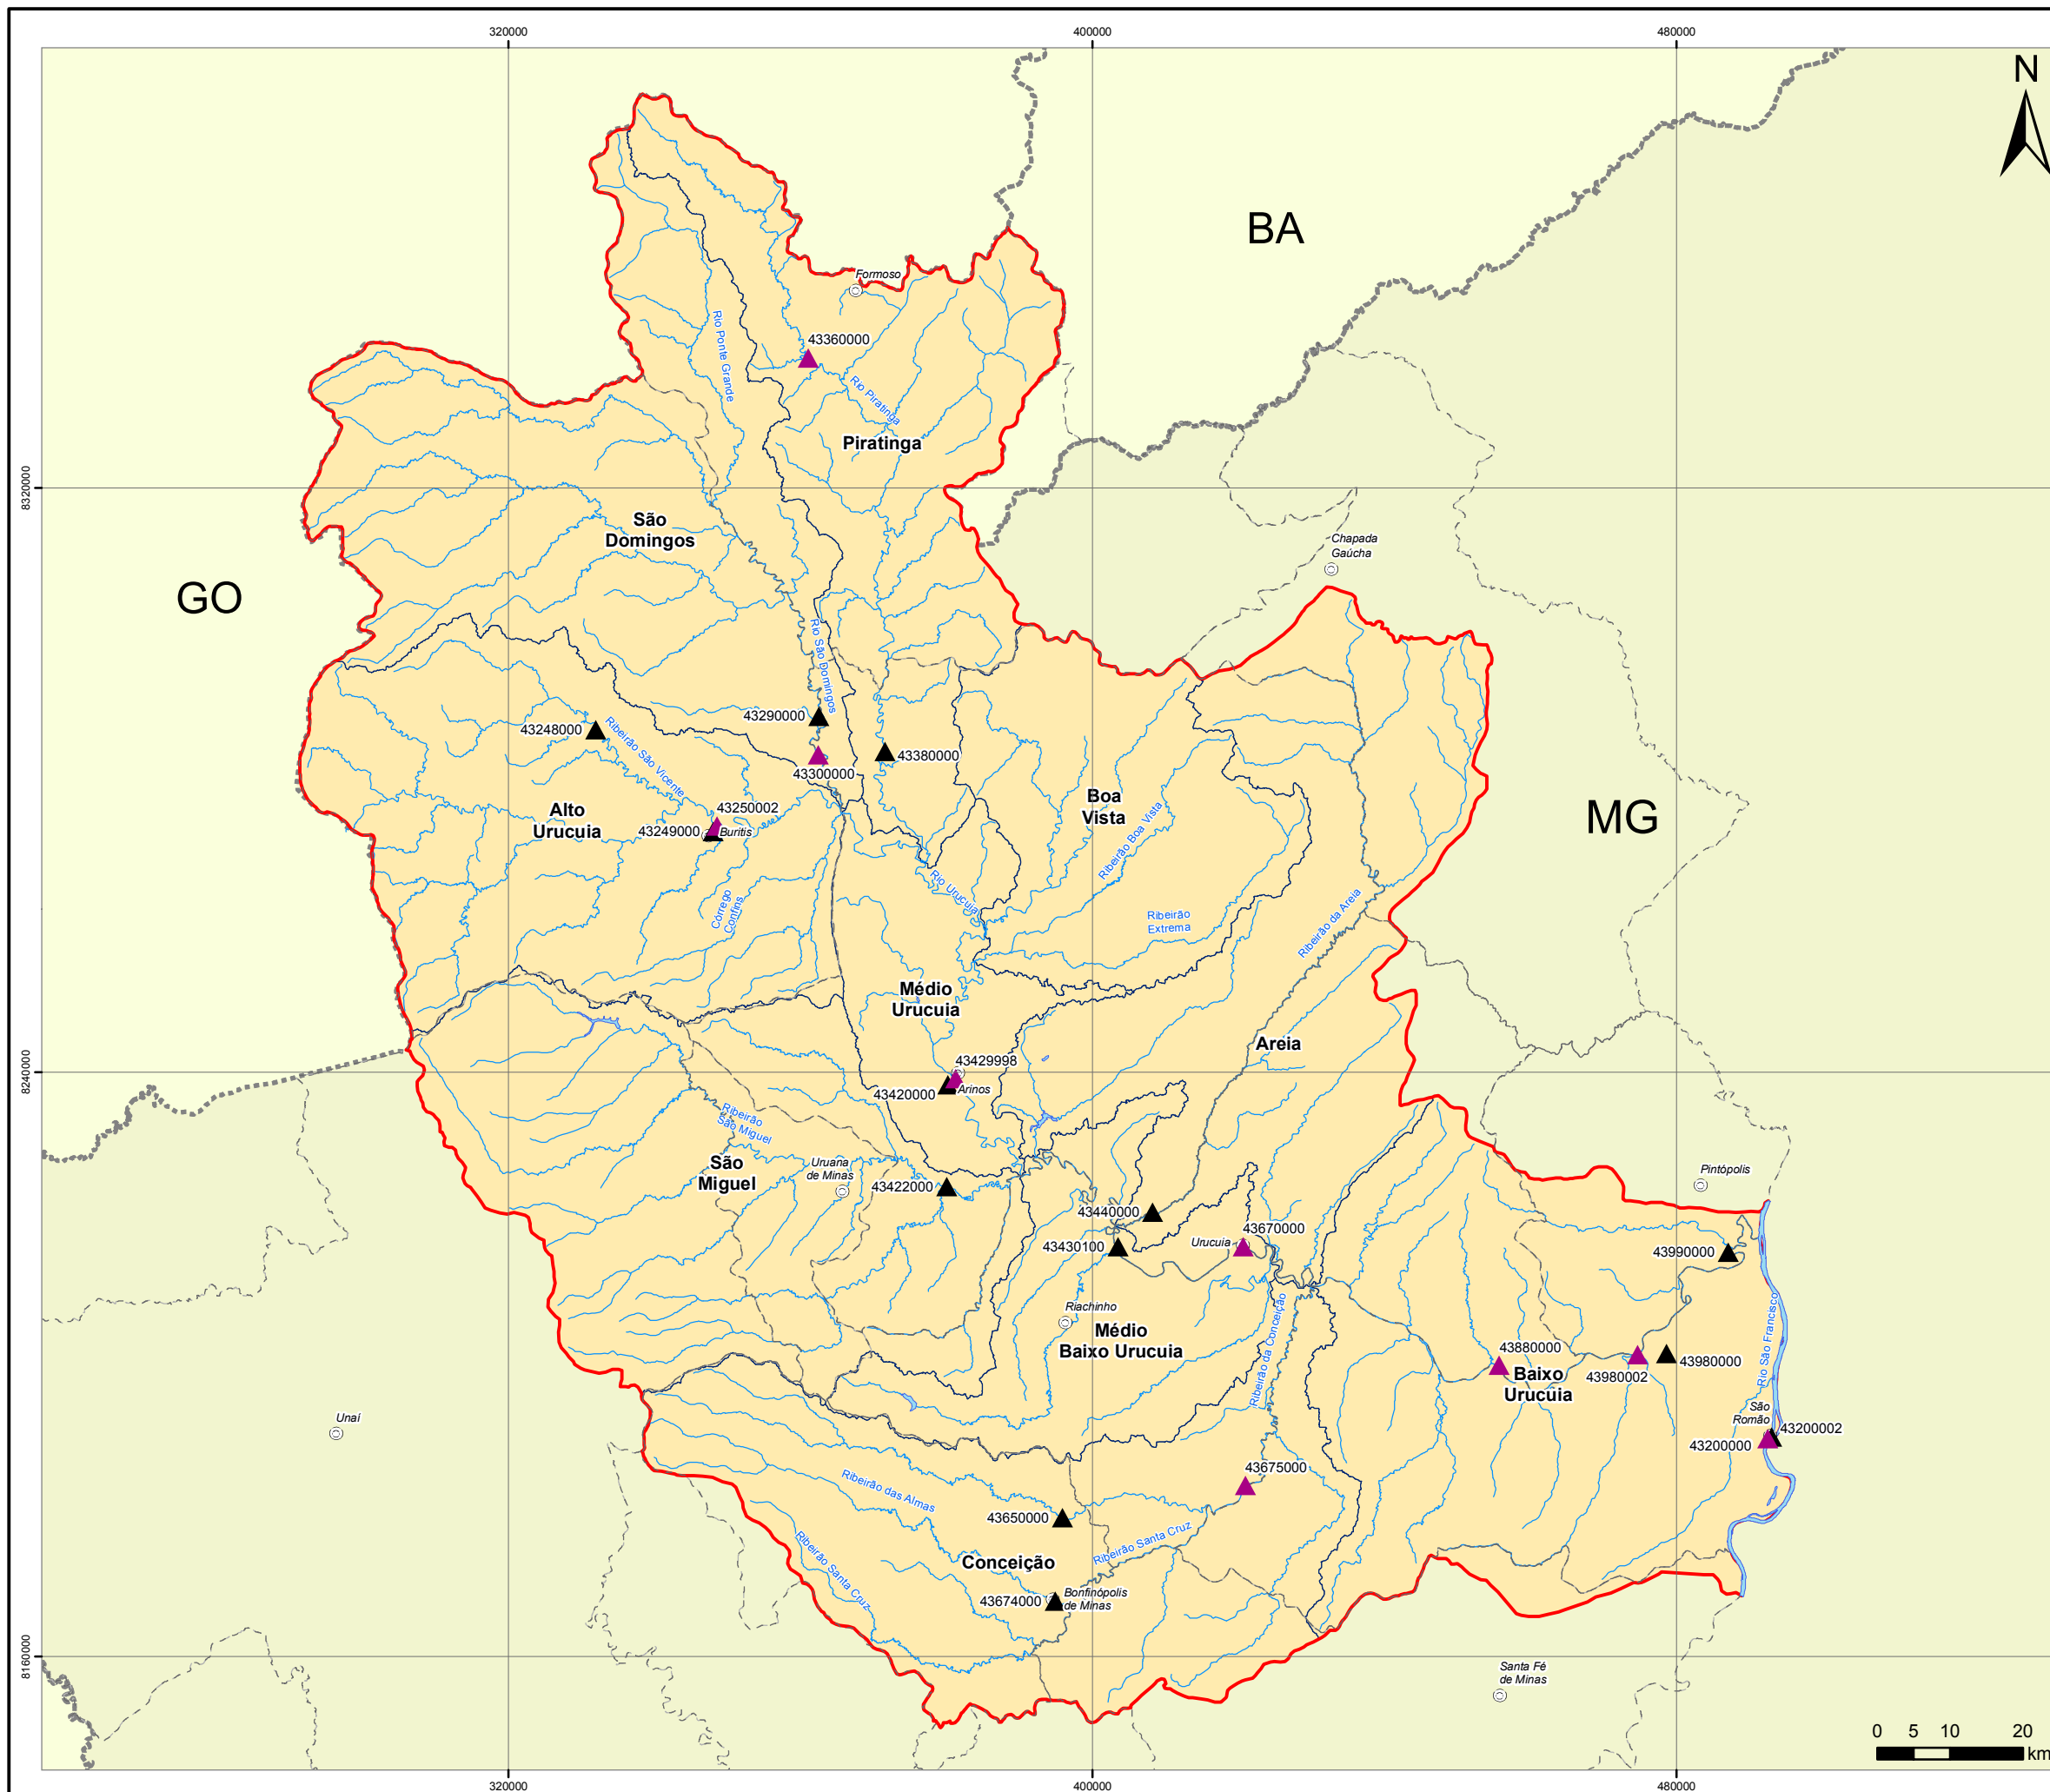 320000
400000
480000
N
BA
Formoso
43360000
Rio Ponte Grande
Rio Piratinga
Piratinga
8320000
São
Domingos
Chapada
Gaúcha
GO
Rio São Domingos
43290000
43248000
Ribeirão São Vicente
43380000
43300000
Boa
Vista
MG
43250002
Alto
Urucuia
43249000
Buritis
Ribeirão Boa Vista
Rio Urucuia
Córrego
Confins
Ribeirão
Extrema
Ribeirão da Areia
Médio
Urucuia
Areia
43429998
8240000
43420000
Arinos
Ribeirão
São Miguel
São
Miguel
Uruana
de Minas
43422000
Pintópolis
43440000
43670000
43430100
Urucuia
43990000
Riachinho
Ribeirão da Conceição
Rio São Francisco
Médio
Baixo Urucuia
43880000
43980000
43980002
Baixo
Urucuia
São
Romão
Unaí
43200002
43200000
43675000
Ribeirão das Almas
43650000
Ribeirão Santa Cruz
Ribeirão Santa Cruz
Conceição
43674000
Bonfinópolis
de Minas
8160000
Santa Fé
de Minas
0 5 10 20
km
320000
400000
480000